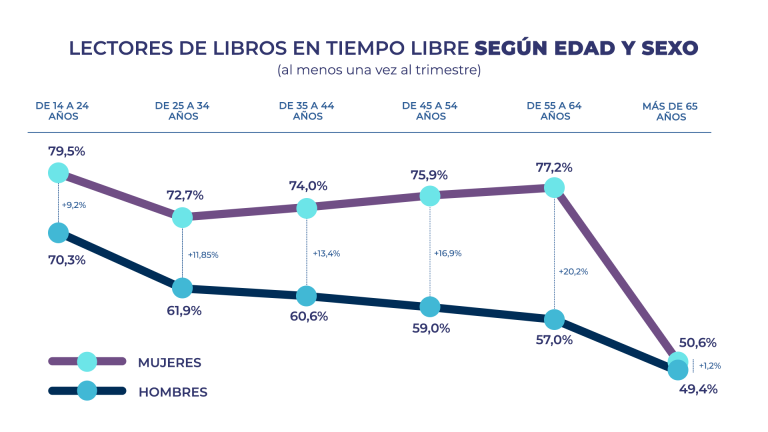 LECTORES DE LIBROS EN TIEMPO LIBRE SEGÚN EDAD Y SEXO
(al menos una vez al trimestre)
DE 14 A 24
AÑOS
DE 25 A 34
AÑOS
DE 35 A 44
AÑOS
DE 45 A 54
AÑOS
DE 55 A 64
AÑOS
MÁS DE 65
AÑOS
79,5%
72,7%
74,0%
75,9%
77,2%
50,6%
+9,2%
+11,85%
+13,4%
+16,9%
+20,2%
+1,2%
70,3%
61,9%
60,6%
59,0%
57,0%
49,4%
MUJERES
HOMBRES